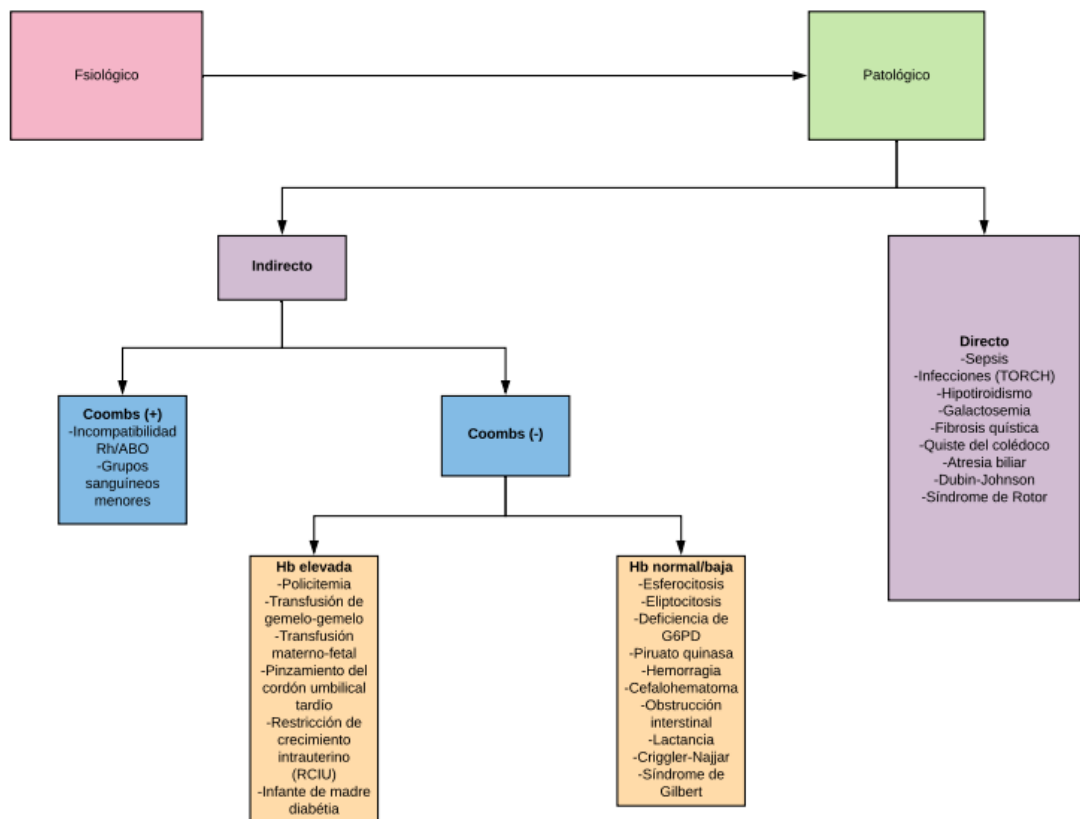 Fsiológico
Patológico
Indirecto
Coombs (+)
-Incompatibilidad
Rh/ABO
-Grupos
sanguíneos
menores
Coombs (-)
Directo
-Sepsis
-Infecciones (TORCH)
-Hipotiroidismo
-Galactosemia
-Fibrosis quística
-Quiste del colédoco
-Atresia biliar
-Dubin-Johnson
-Síndrome de Rotor
Hb elevada
-Policitemia
-Transfusión de
gemelo-gemelo
-Transfusión
materno-fetal
-Pinzamiento del
cordón umbilical
tardío
-Restricción de
crecimiento
intrauterino
(RCIU)
-Infante de madre
diabétia
Hb normal/baja
-Esferocitosis
-Eliptocitosis
-Deficiencia de
G6PD
-Piruato quinasa
-Hemorragia
-Cefalohematoma
-Obstrucción
interstinal
-Lactancia
-Criggler-Najjar
-Síndrome de
Gilbert